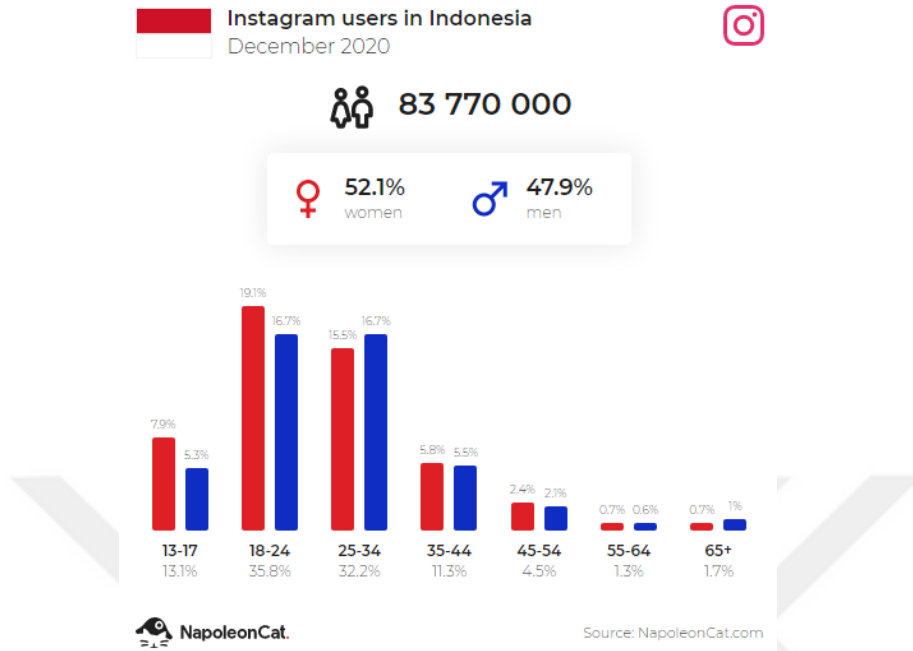 Instagram users in Indonesia
December 2020
83 770 000
52.1% 47.9%
women men
19.1%
16.7% 16.7%
15.5%
7.9%
5.3%
5.8% 5.5%
2.4% 2.1%
0.7% 0.6% 0.7% 1%
13-17 18-24 25-34 35-44 45-54 55-64 65+
13.1% 35.8% 32.2% 11.3% 4.5% 1.3% 1.7%
NapoleonCat. Source: NapoleonCat.com